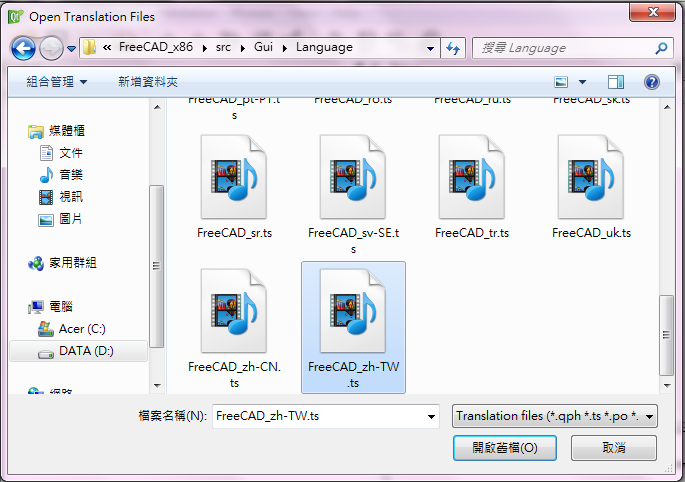 Open Translation Files
« FreeCAD_x86 ▸ src ▸ Gui ▸ Language
搜尋 Language
組合管理 ▾ 新增資料夾
媒體櫃
文件
音樂
視訊
圖片
家用群組
電腦
Acer (C:)
DATA (D:)
網路
FreeCAD_pt-PT.t
s
FreeCAD_ro.ts
FreeCAD_ru.ts
FreeCAD_sk.ts
FreeCAD_sr.ts
FreeCAD_sv-SE.t
s
FreeCAD_tr.ts
FreeCAD_uk.ts
FreeCAD_zh-CN.
ts
FreeCAD_zh-TW
.ts
檔案名稱(N): FreeCAD_zh-TW.ts
Translation files (*.qph *.ts *.po *.
開啟舊檔(O) 取消